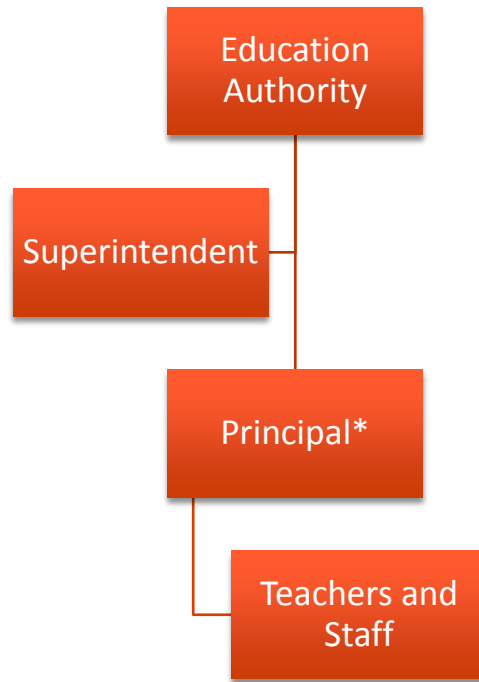 Education
Authority
Superintendent
Principal*
Teachers and
Staff